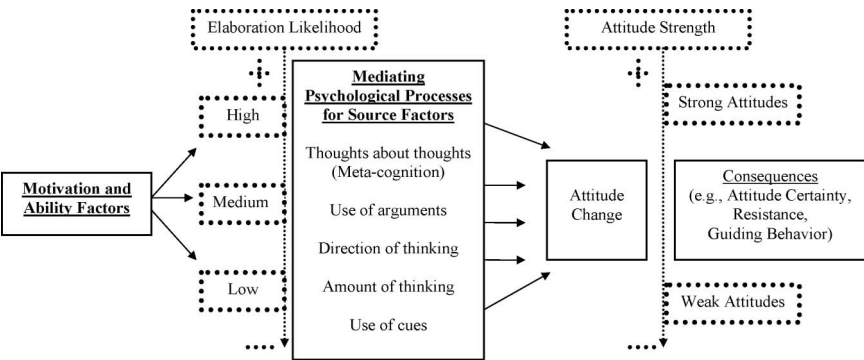 Elaboration Likelihood
Attitude Strength
Mediating
Psychological Processes
for Source Factors
High
Strong Attitudes
Thoughts about thoughts
(Meta-cognition)
Motivation and
Ability Factors
Medium
Use of arguments
Direction of thinking
Attitude
Change
Consequences
(e.g., Attitude Certainty,
Resistance,
Guiding Behavior)
Low
Amount of thinking
Weak Attitudes
Use of cues